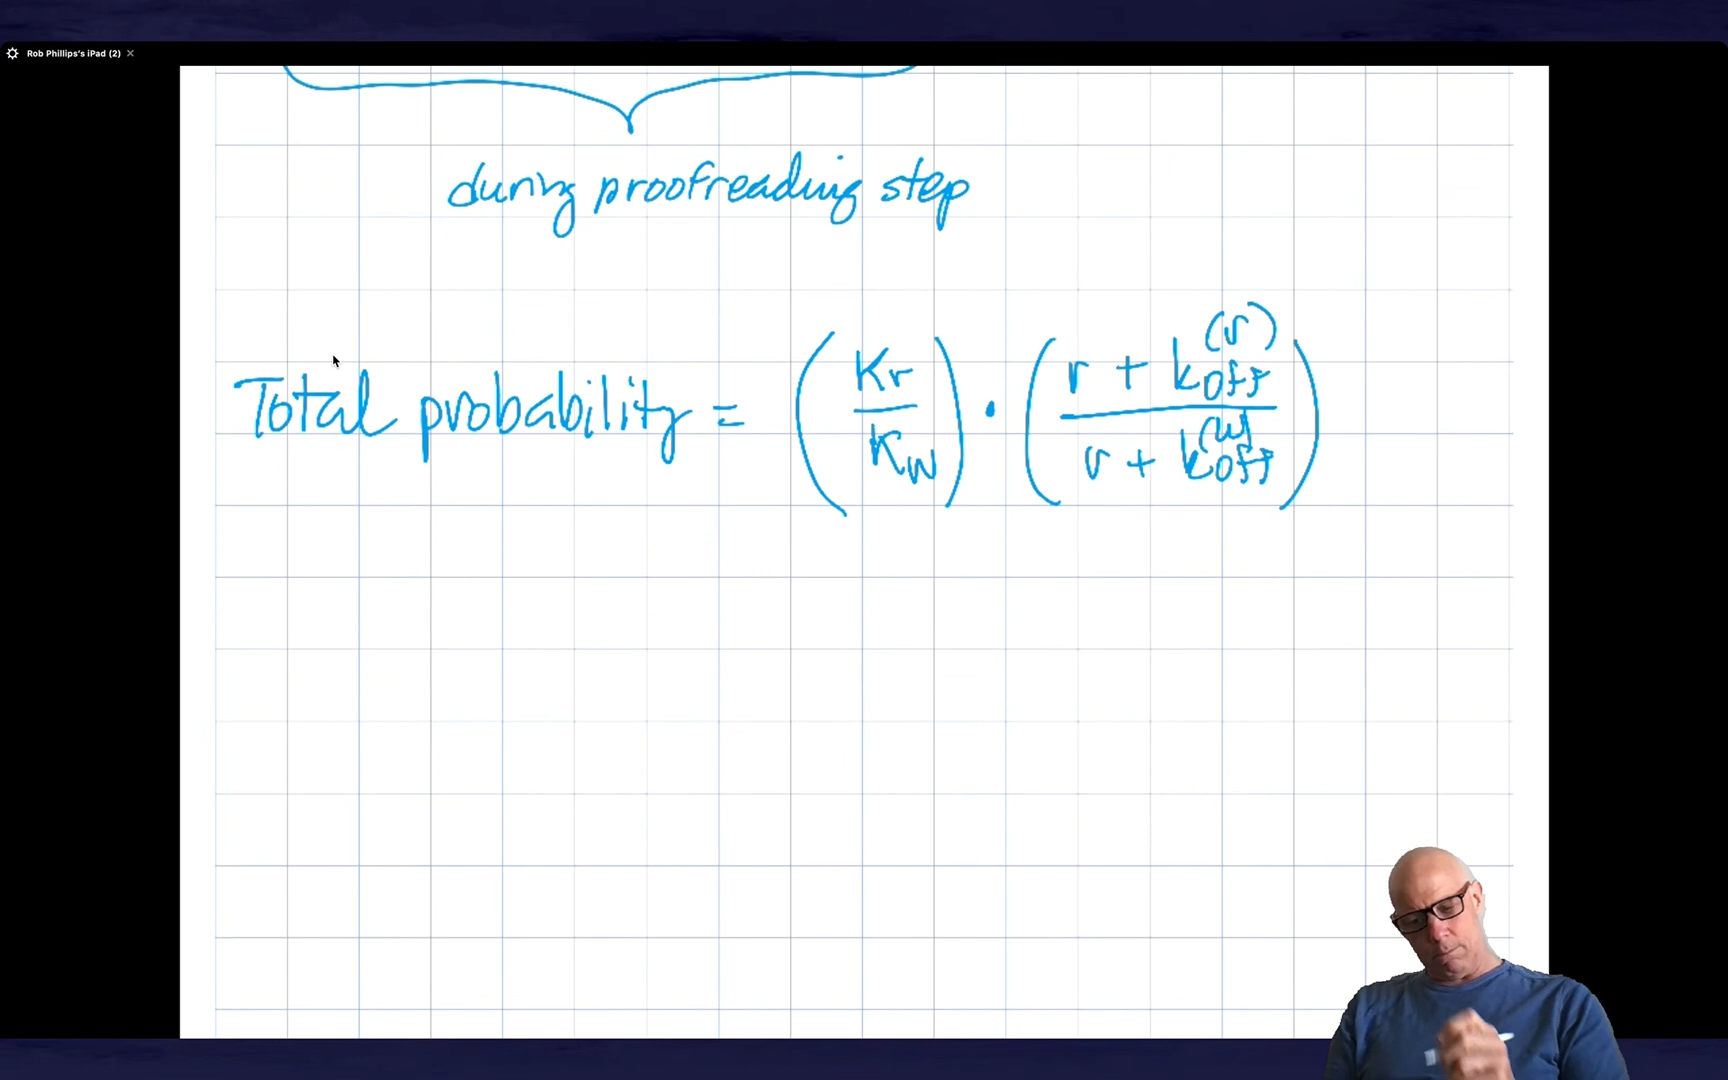 Rob Phillips's iPad (2) ×
during proofreading step
Total probability = (Kr / Kw) · (r + koff^(r) / r + koff^(w))